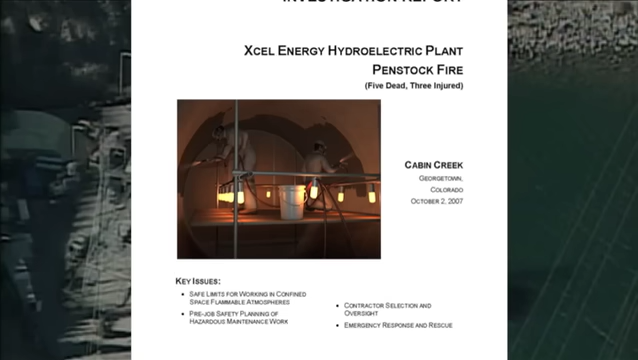 INVESTIGATION REPORT
XCEL ENERGY HYDROELECTRIC PLANT
PENSTOCK FIRE
(Five Dead, Three Injured)
CABIN CREEK
GEORGETOWN,
COLORADO
OCTOBER 2, 2007
KEY ISSUES:
• SAFE LIMITS FOR WORKING IN CONFINED
SPACE FLAMMABLE ATMOSPHERES
• PRE-JOB SAFETY PLANNING OF
HAZARDOUS MAINTENANCE WORK
• CONTRACTOR SELECTION AND
OVERSIGHT
• EMERGENCY RESPONSE AND RESCUE